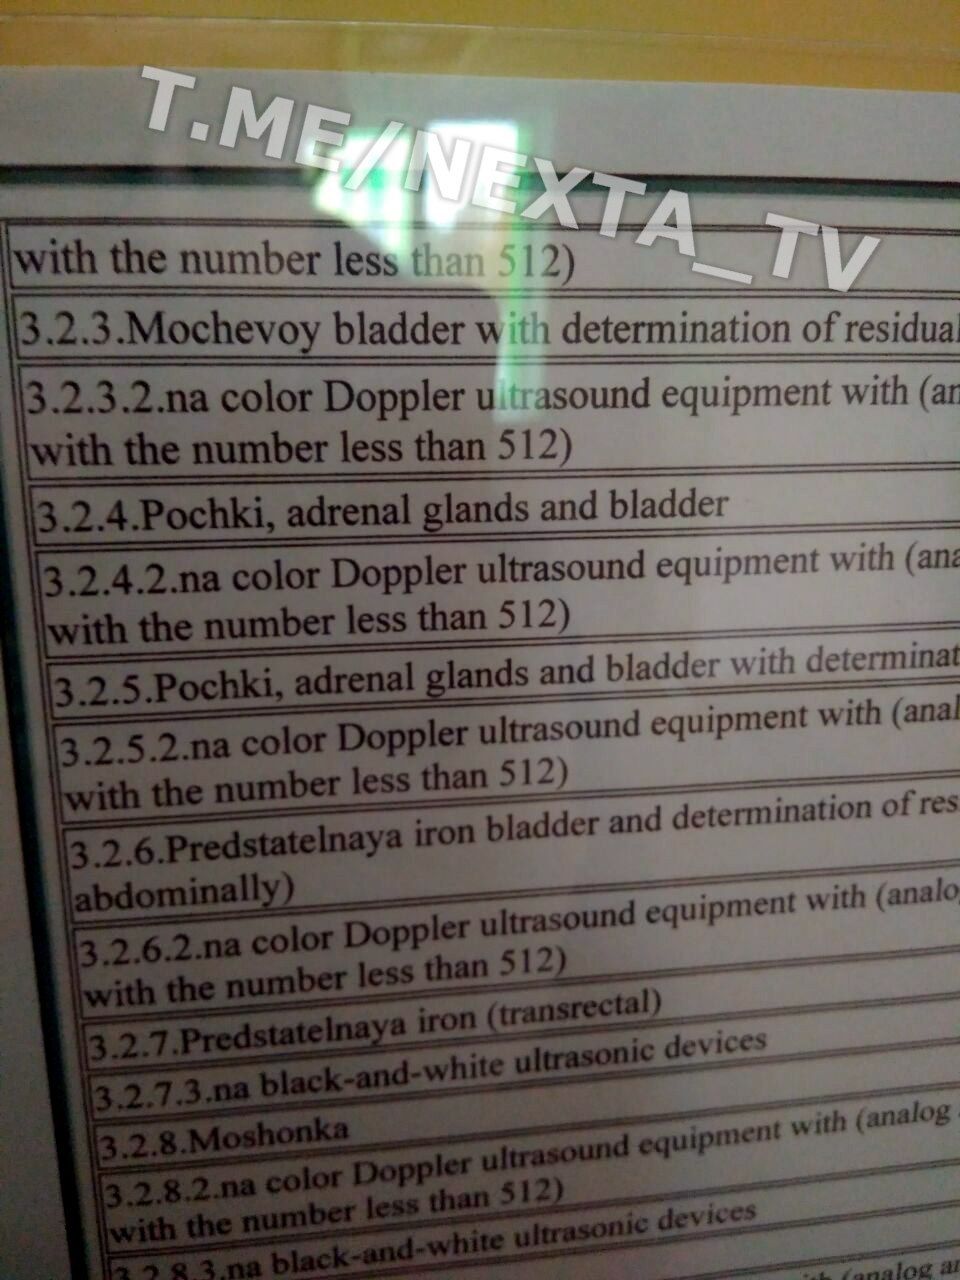 T.ME/NEXTA_TV
with the number less than 512)
3.2.3.Mochevoy bladder with determination of residual
3.2.3.2.na color Doppler ultrasound equipment with (an
with the number less than 512)
3.2.4.Pochki, adrenal glands and bladder
3.2.4.2.na color Doppler ultrasound equipment with (ana
with the number less than 512)
3.2.5.Pochki, adrenal glands and bladder with determinat
3.2.5.2.na color Doppler ultrasound equipment with (anal
with the number less than 512)
3.2.6.Predstatelnaya iron bladder and determination of res
abdominally)
3.2.6.2.na color Doppler ultrasound equipment with (analo
with the number less than 512)
3.2.7.Predstatelnaya iron (transrectal)
3.2.7.3.na black-and-white ultrasonic devices
3.2.8.Moshonka
3.2.8.2.na color Doppler ultrasound equipment with (analog
with the number less than 512)
3.2.8.3.na black-and-white ultrasonic devices
(analog an